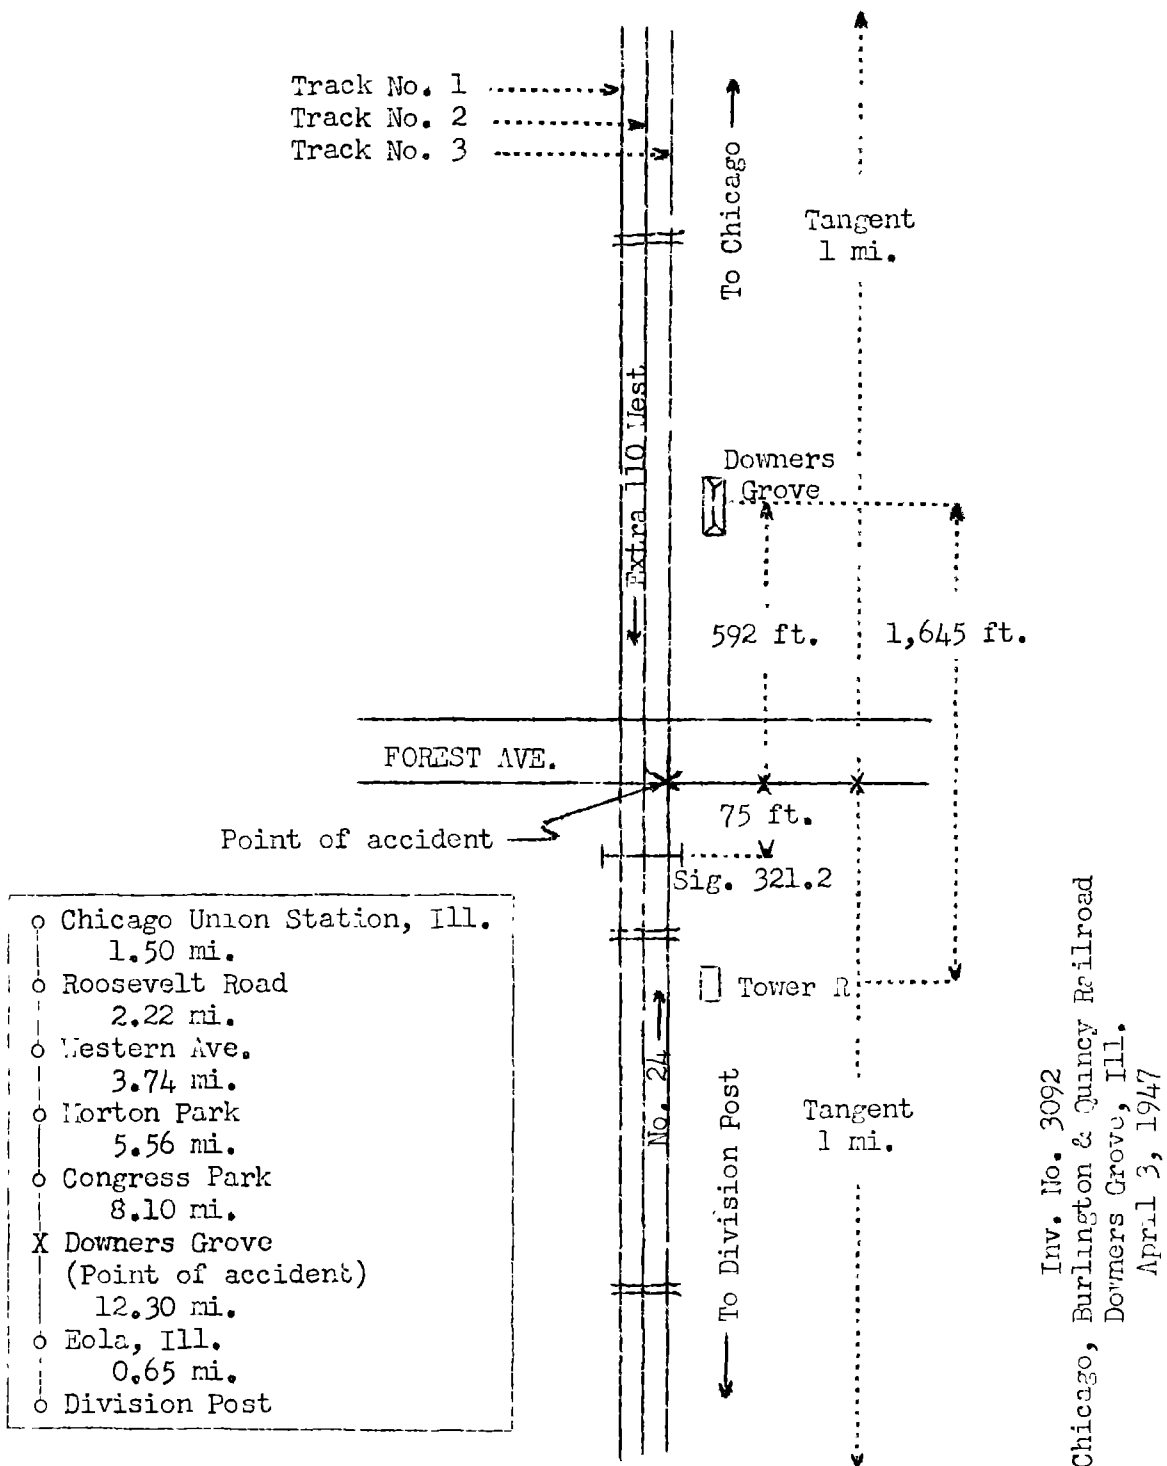 Track No. 1
Track No. 2
Track No. 3
To Chicago
Tangent
1 mi.
Extra 110 West
Downers
Grove
592 ft.
1,645 ft.
FOREST AVE.
Point of accident
75 ft.
Sig. 321.2
Tower R
No. 24
To Division Post
Tangent
1 mi.
Chicago Union Station, Ill.
1.50 mi.
Roosevelt Road
2.22 mi.
Western Ave.
3.74 mi.
Morton Park
5.56 mi.
Congress Park
8.10 mi.
X Downers Grove
(Point of accident)
12.30 mi.
Eola, Ill.
0.65 mi.
Division Post
Inv. No. 3092
Chicago, Burlington & Quincy Railroad
Downers Grove, Ill.
April 3, 1947